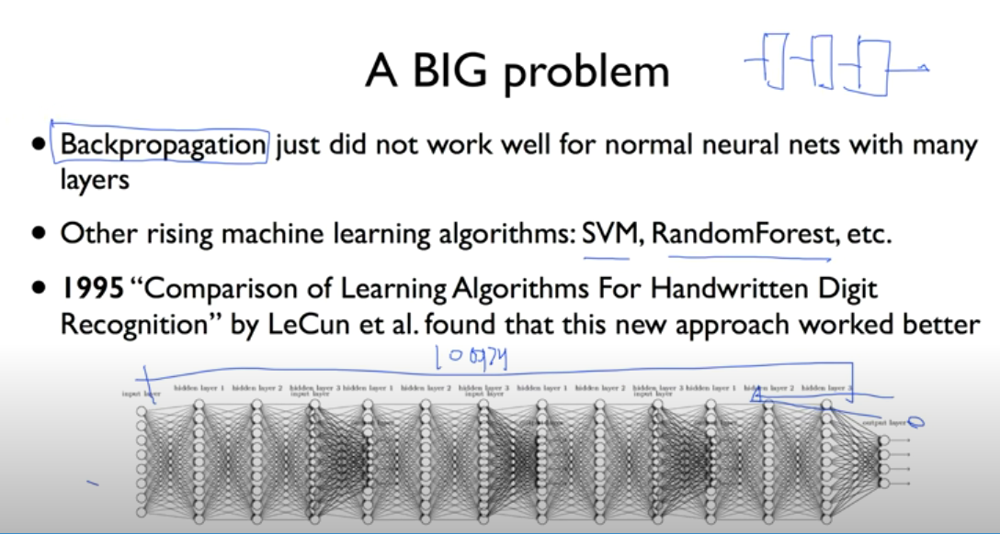 A BIG problem
• Backpropagation just did not work well for normal neural nets with many
layers
• Other rising machine learning algorithms: SVM, RandomForest, etc.
• 1995 “Comparison of Learning Algorithms For Handwritten Digit
Recognition” by LeCun et al. found that this new approach worked better
input layer hidden layer 1 hidden layer 2 hidden layer 3 hidden layer 1 hidden layer 2 hidden layer 3 hidden layer 1 hidden layer 2 hidden layer 3 hidden layer 1 hidden layer 2 hidden layer 3
input layer input layer input layer
output layer